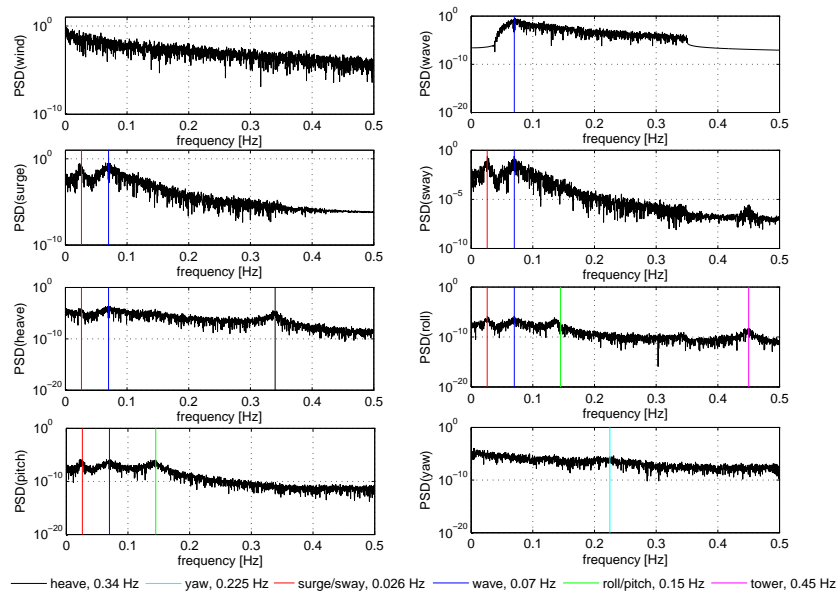 PSD(wind)
10^0
10^−10
0 0.1 0.2 0.3 0.4 0.5
frequency [Hz]
PSD(wave)
10^0
10^−10
10^−20
0 0.1 0.2 0.3 0.4 0.5
frequency [Hz]
PSD(surge)
10^0
10^−10
0 0.1 0.2 0.3 0.4 0.5
frequency [Hz]
PSD(sway)
10^0
10^−5
10^−10
0 0.1 0.2 0.3 0.4 0.5
frequency [Hz]
PSD(heave)
10^0
10^−10
10^−20
0 0.1 0.2 0.3 0.4 0.5
frequency [Hz]
PSD(roll)
10^0
10^−10
10^−20
0 0.1 0.2 0.3 0.4 0.5
frequency [Hz]
PSD(pitch)
10^0
10^−10
10^−20
0 0.1 0.2 0.3 0.4 0.5
frequency [Hz]
PSD(yaw)
10^0
10^−10
10^−20
0 0.1 0.2 0.3 0.4 0.5
frequency [Hz]
heave, 0.34 Hz yaw, 0.225 Hz surge/sway, 0.026 Hz wave, 0.07 Hz roll/pitch, 0.15 Hz tower, 0.45 Hz